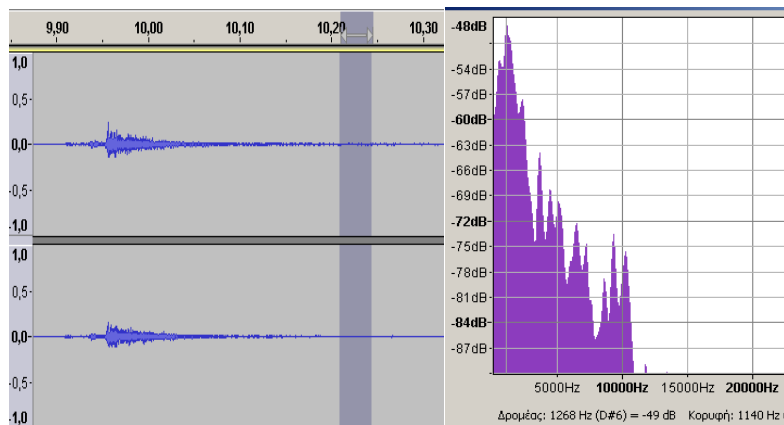 9,90 10,00 10,10 10,20 10,30
1,0
0,5-
0,0-
-0,5-
-1,0
1,0
0,5-
0,0-
-0,5-
-1,0
-48dB
-54dB
-57dB
-60dB
-63dB
-66dB
-69dB
-72dB
-75dB
-78dB
-81dB
-84dB
-87dB
5000Hz 10000Hz 15000Hz 20000Hz
Δρομέας: 1268 Hz (D#6) = -49 dB Κορυφή: 1140 Hz (